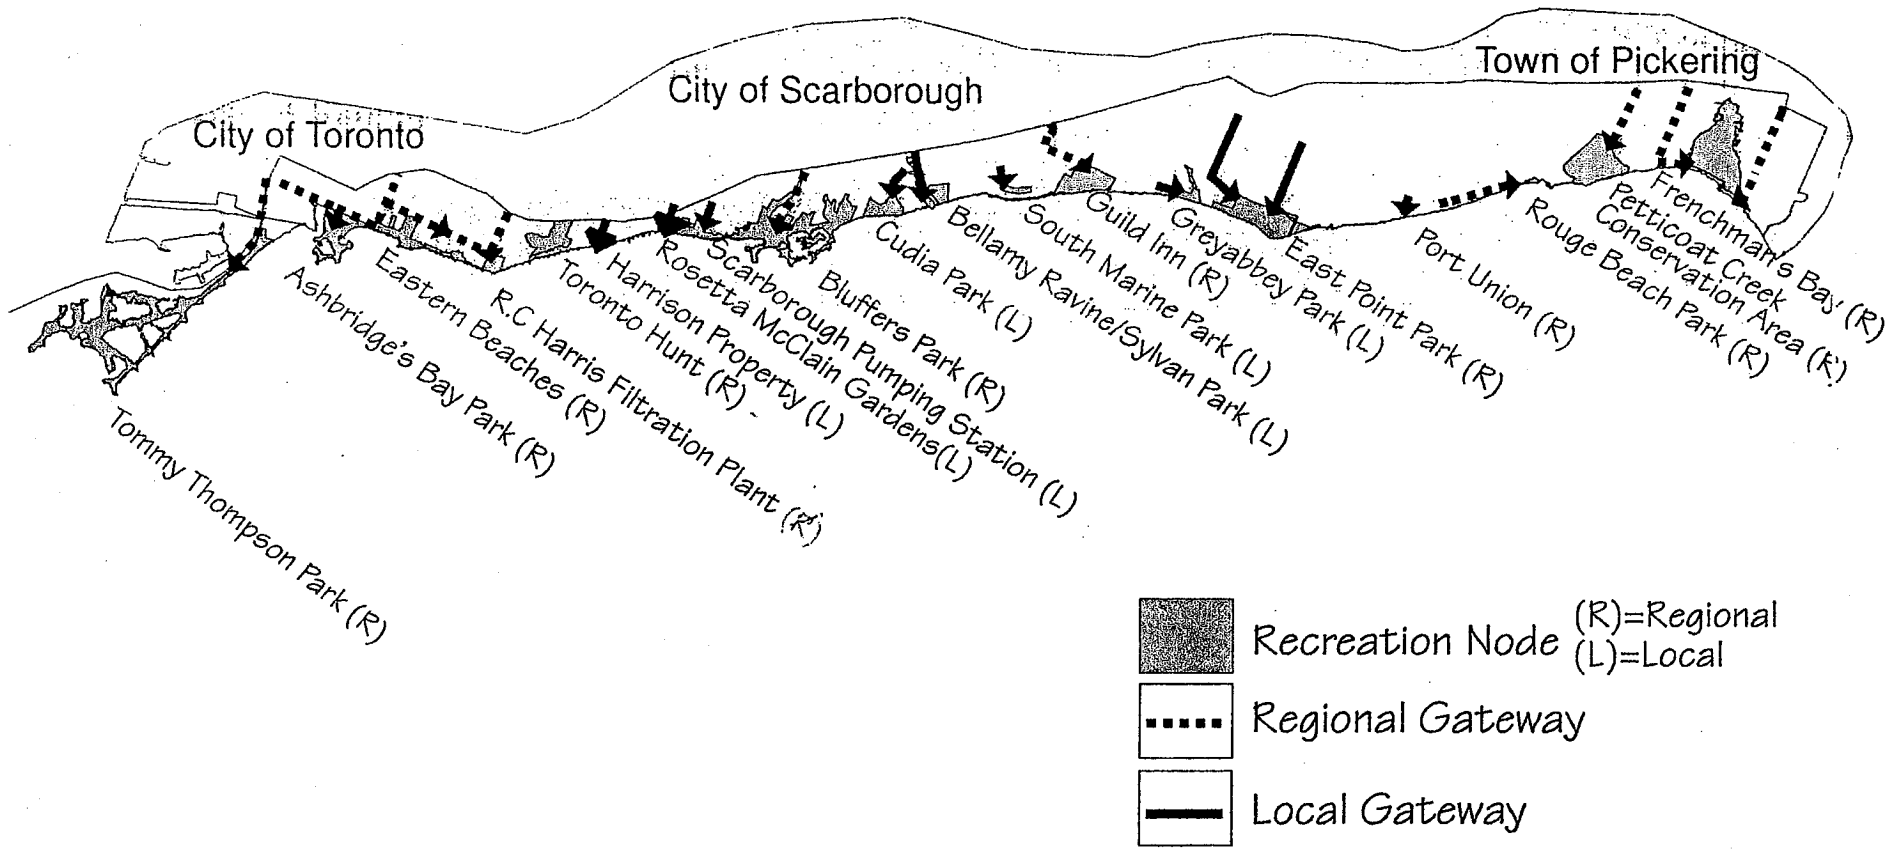 City of Toronto
City of Scarborough
Town of Pickering
Tommy Thompson Park (R)
Ashbridge's Bay Park (R)
Eastern Beaches (R)
R.C Harris Filtration Plant (R)
Toronto Hunt (R)
Harrison Property (L)
Rosetta McClain Gardens(L)
Scarborough Pumping Station (L)
Bluffers Park (R)
Cudia Park (L)
Bellamy Ravine/Sylvan Park (L)
South Marine Park (L)
Guild Inn (R)
Greyabbey Park (L)
East Point Park (R)
Port Union (R)
Rouge Beach Park (R)
Petticoat Creek
Conservation Area (R)
Frenchman's Bay (R)
Recreation Node
(R)=Regional
(L)=Local
Regional Gateway
Local Gateway